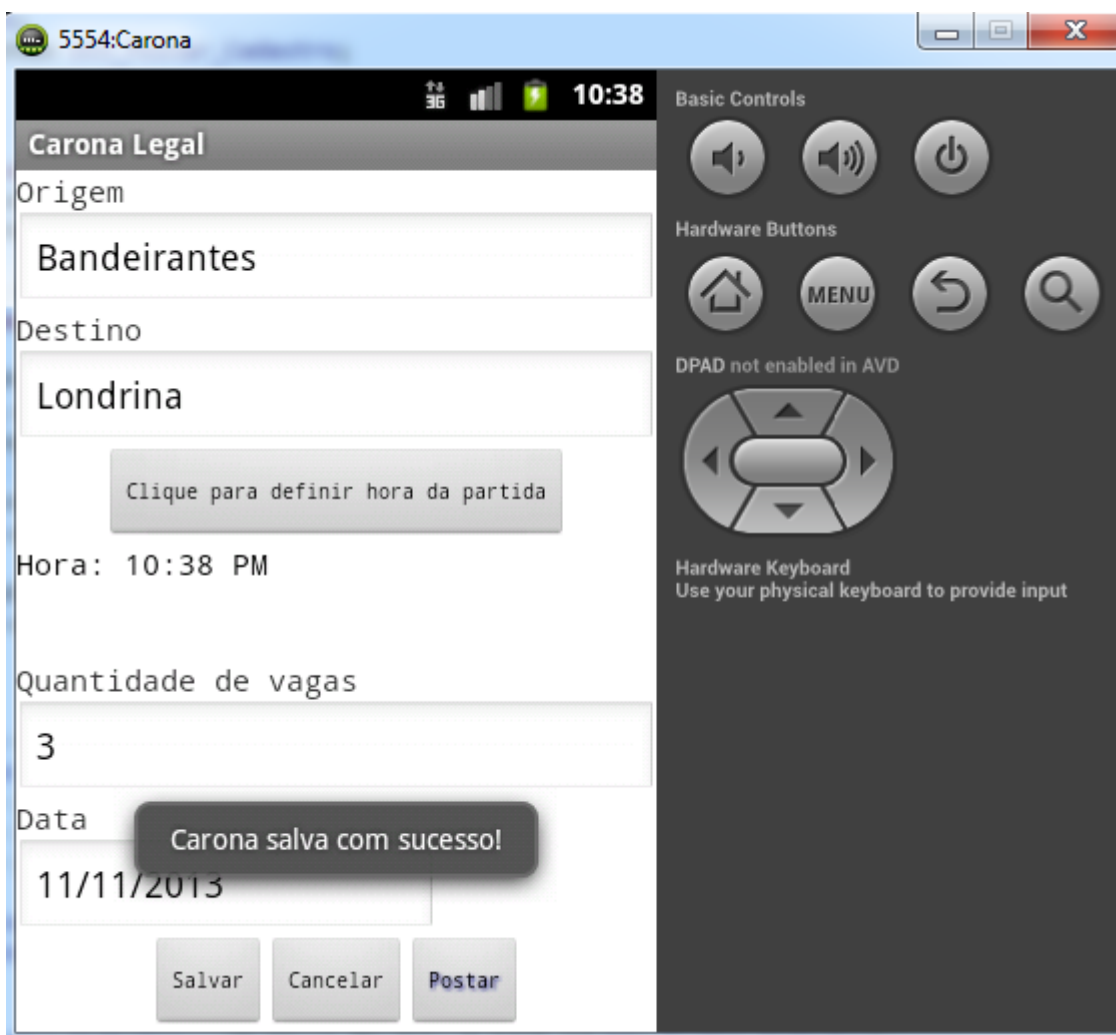 5554:Carona
3G 10:38
Carona Legal
Origem
Bandeirantes
Destino
Londrina
Clique para definir hora da partida
Hora: 10:38 PM
Quantidade de vagas
3
Data
Carona salva com sucesso!
11/11/2013
Salvar Cancelar Postar
Basic Controls
Hardware Buttons
MENU
DPAD not enabled in AVD
Hardware Keyboard
Use your physical keyboard to provide input